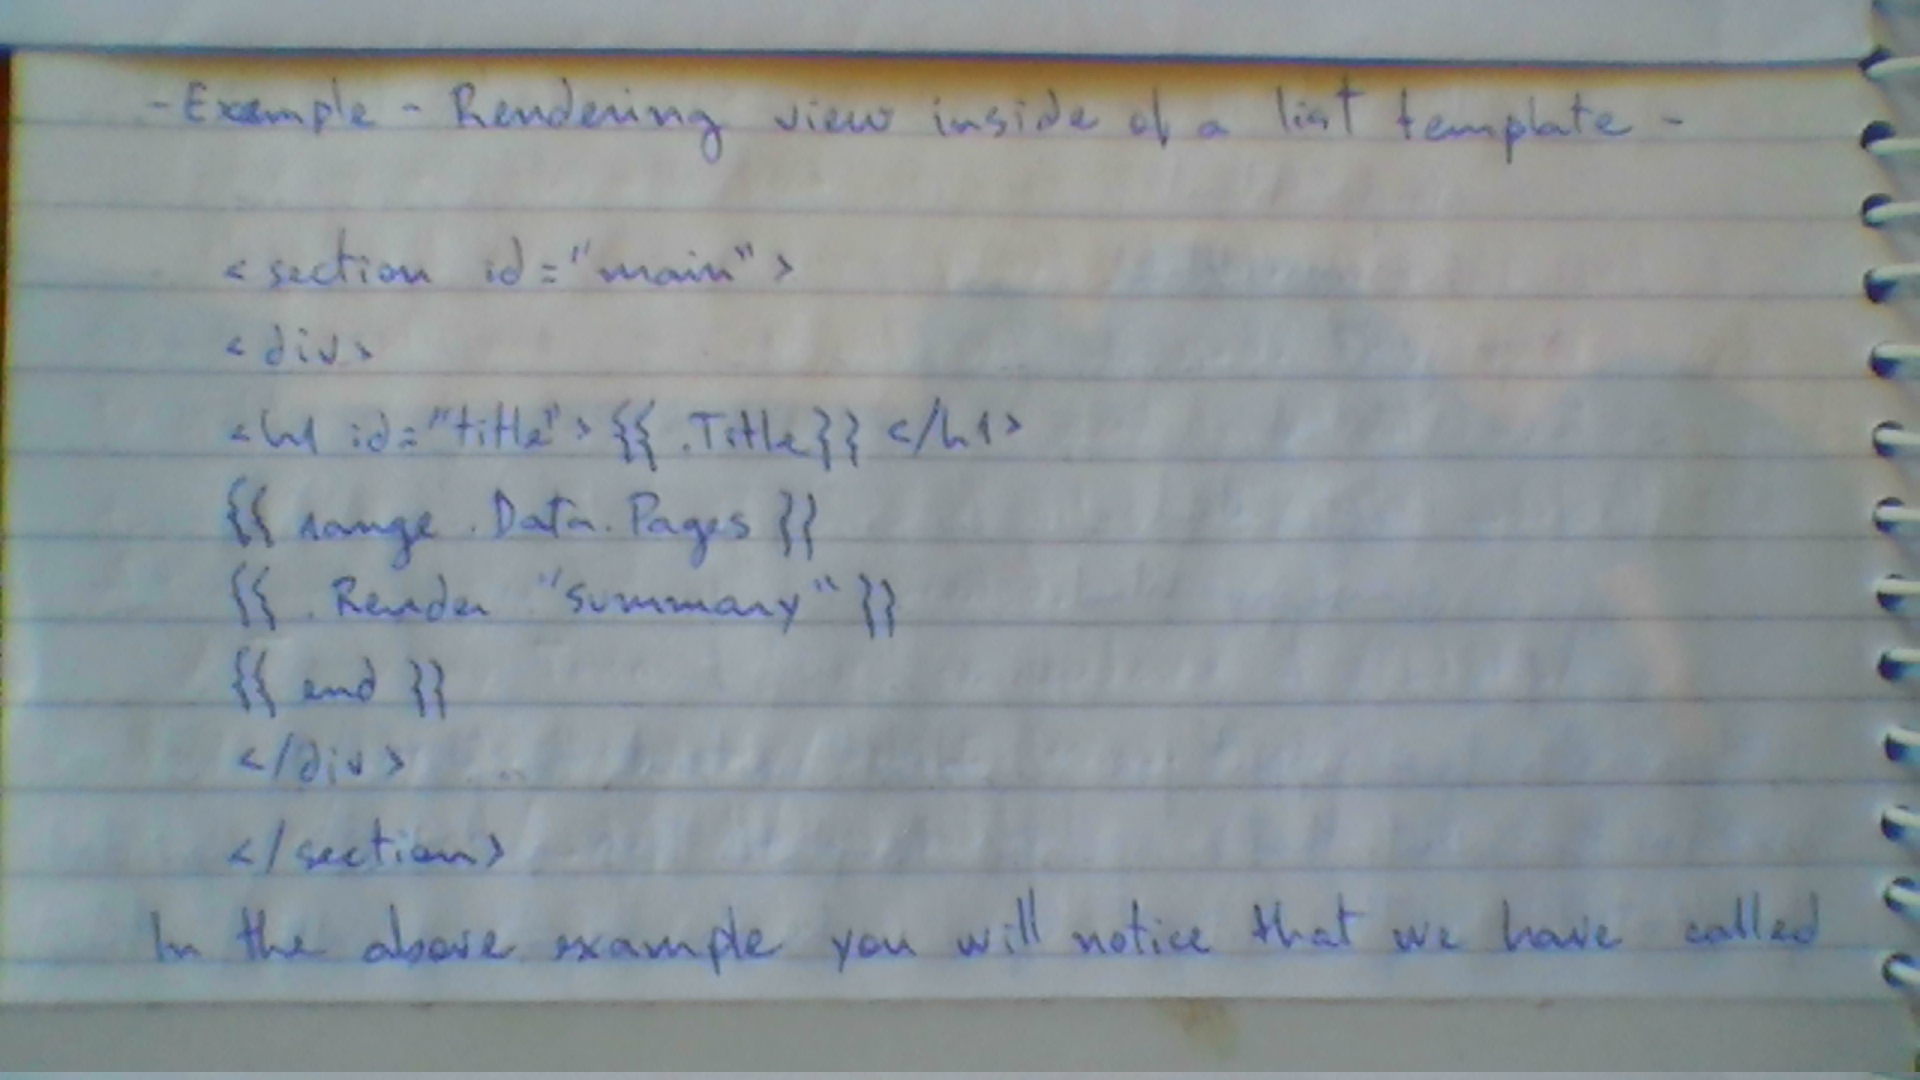 - Example - Rendering view inside of a list template -
<section id="main">
<div>
<h1 id="title">{{ .Title}} </h1>
{{ range .Data.Pages }}
{{ .Render "summary" }}
{{ end }}
</div>
</section>
In the above example you will notice that we have called